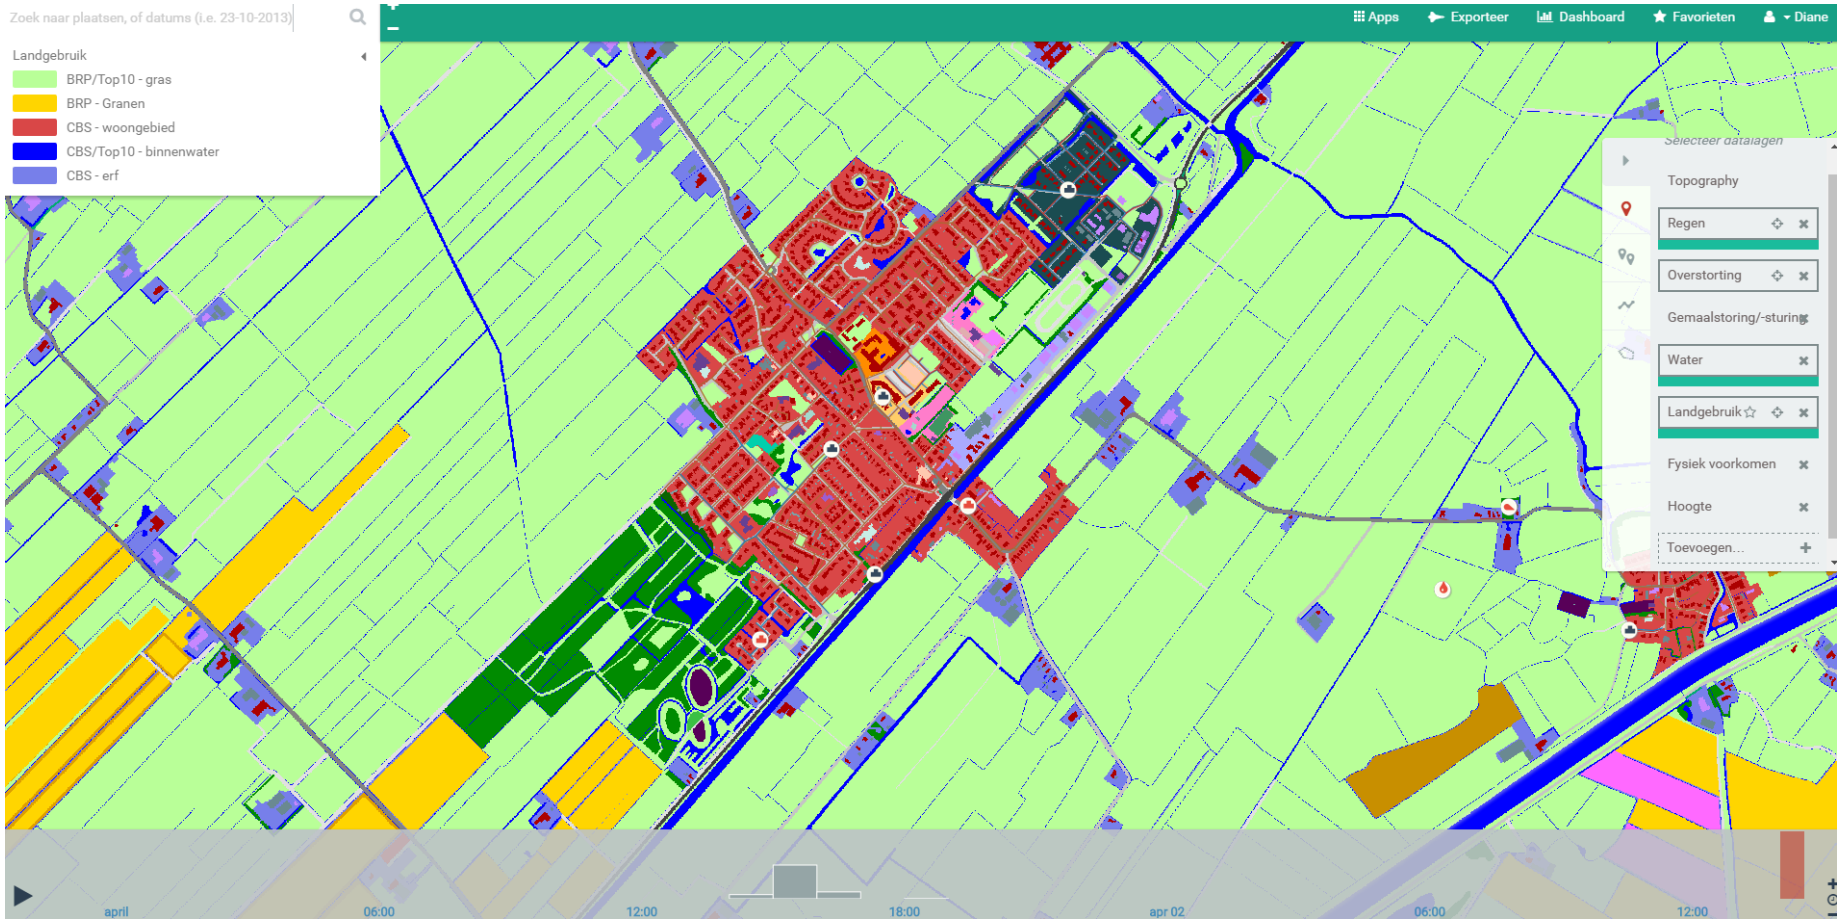 Zoek naar plaatsen, of datums (i.e. 23-10-2013)
Apps
Exporteer
Dashboard
Favorieten
Diane
Landgebruik
BRP/Top10 - gras
BRP - Granen
CBS - woongebied
CBS/Top10 - binnenwater
CBS - erf
Selecteer datalagen
Topography
Regen
Overstorting
Gemaalstoring/-sturing
Water
Landgebruik
Fysiek voorkomen
Hoogte
Toevoegen...
april 06:00 12:00 18:00 apr 02 06:00 12:00